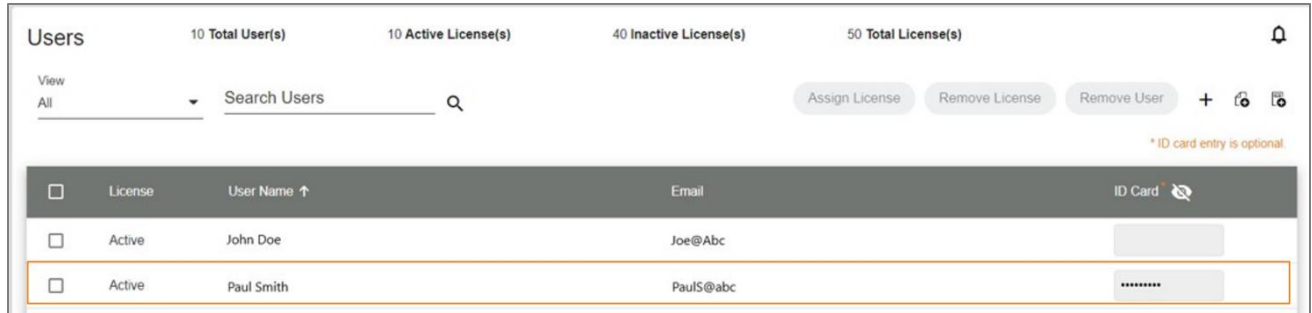 Users 10 Total User(s) 10 Active License(s) 40 Inactive License(s) 50 Total License(s)
View
All Search Users Assign License Remove License Remove User
* ID card entry is optional.
License User Name ↑ Email ID Card *
Active John Doe Joe@Abc
Active Paul Smith PaulS@abc •••••••••